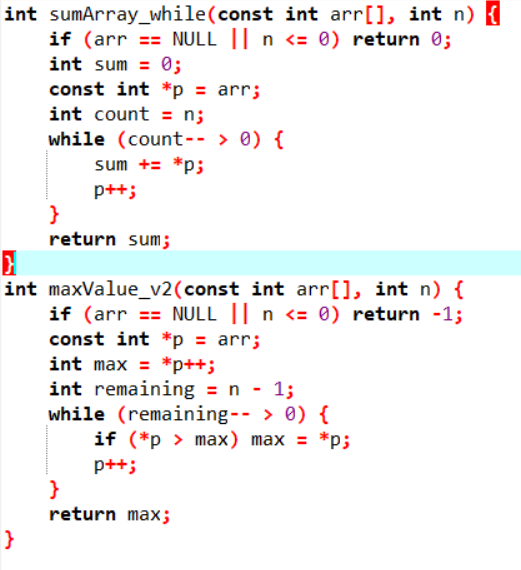 int sumArray_while(const int arr[], int n) {
    if (arr == NULL || n <= 0) return 0;
    int sum = 0;
    const int *p = arr;
    int count = n;
    while (count-- > 0) {
        sum += *p;
        p++;
    }
    return sum;
}
int maxValue_v2(const int arr[], int n) {
    if (arr == NULL || n <= 0) return -1;
    const int *p = arr;
    int max = *p++;
    int remaining = n - 1;
    while (remaining-- > 0) {
        if (*p > max) max = *p;
        p++;
    }
    return max;
}